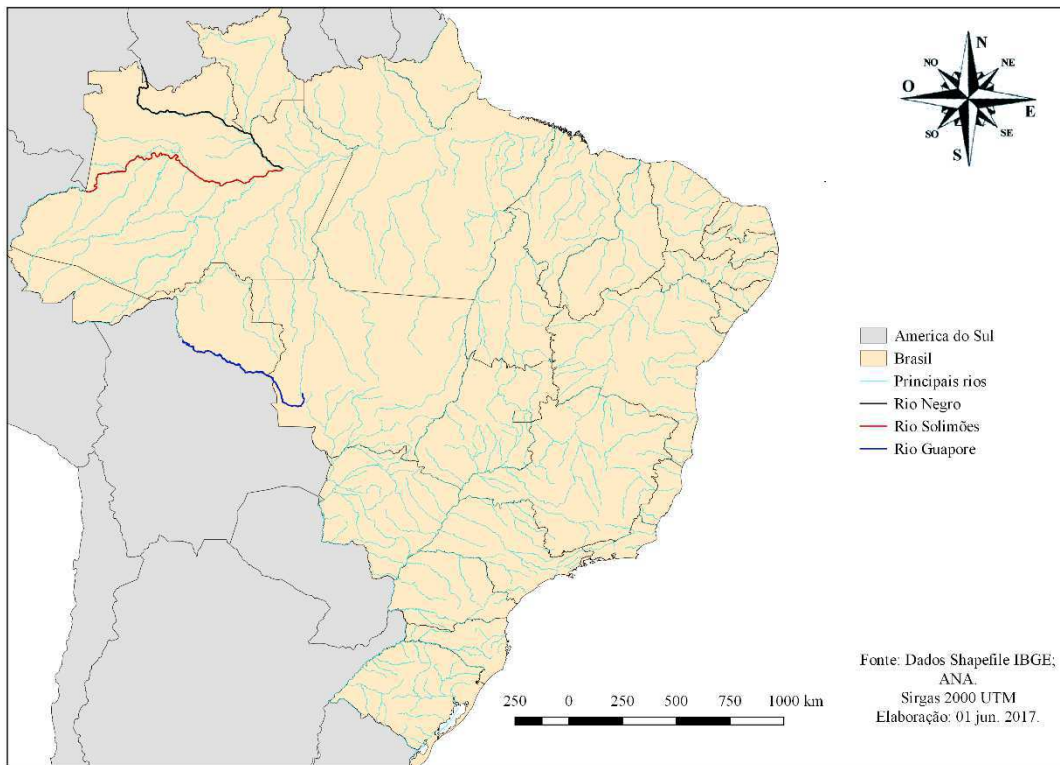 N
NO
NE
O
E
SO
SE
S
America do Sul
Brasil
Principais rios
Rio Negro
Rio Solimões
Rio Guapore
Fonte: Dados Shapefile IBGE;
ANA.
Sirgas 2000 UTM
Elaboração: 01 jun. 2017.
250 0 250 500 750 1000 km